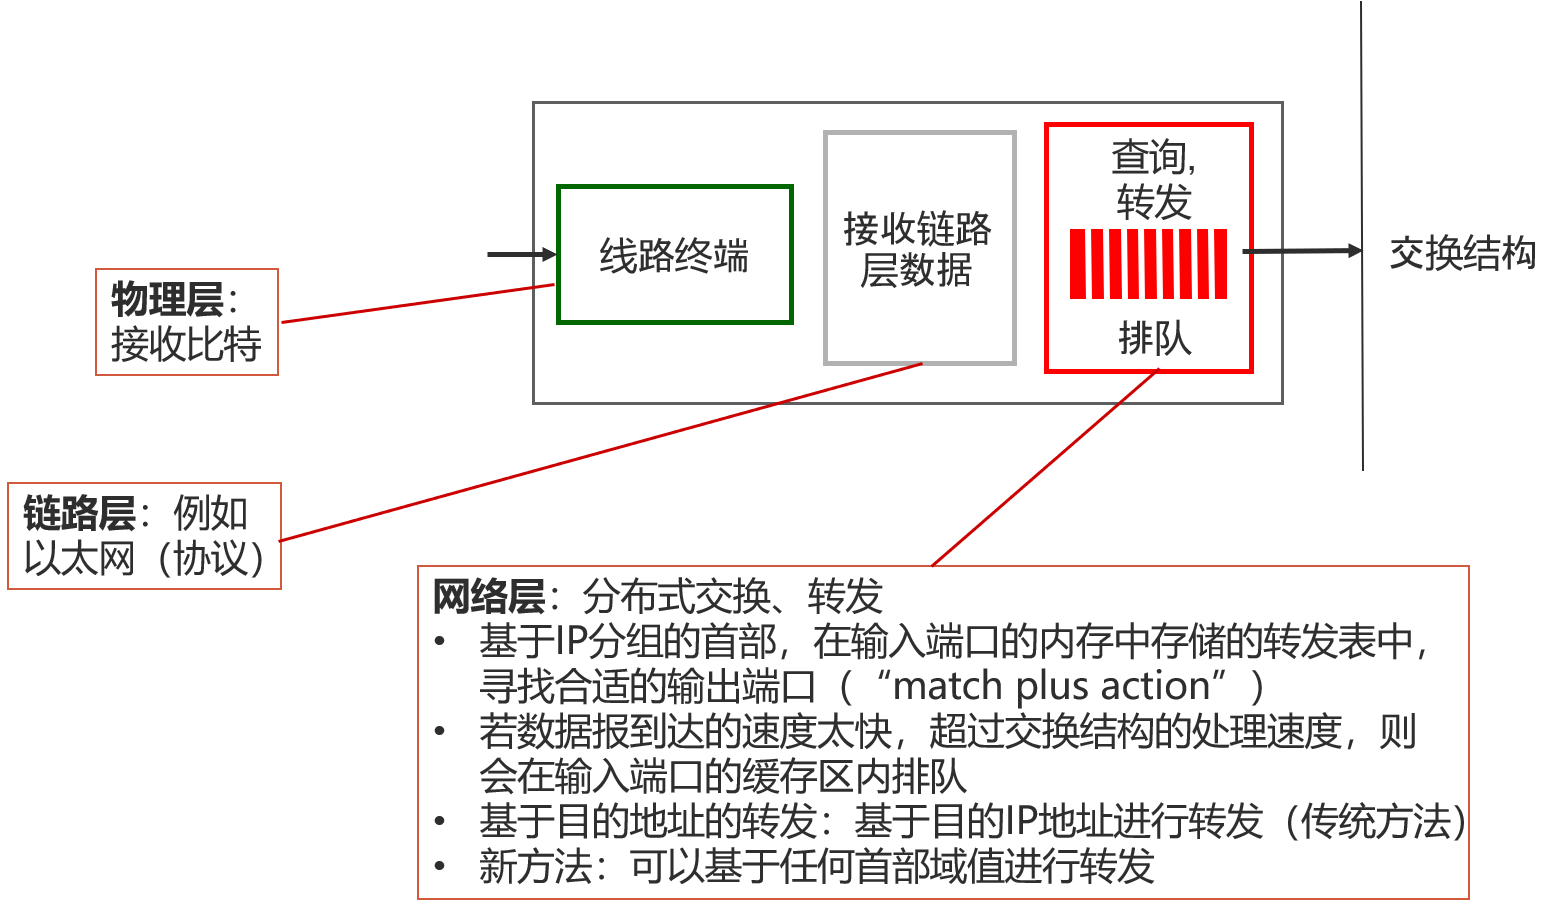 查询,
转发
排队
线路终端
接收链路
层数据
交换结构
物理层：
接收比特
链路层：例如
以太网（协议）
网络层：分布式交换、转发
• 基于IP分组的首部，在输入端口的内存中存储的转发表中，
寻找合适的输出端口（“match plus action”）
• 若数据报到达的速度太快，超过交换结构的处理速度，则
会在输入端口的缓存区内排队
• 基于目的地址的转发：基于目的IP地址进行转发（传统方法）
• 新方法：可以基于任何首部域值进行转发